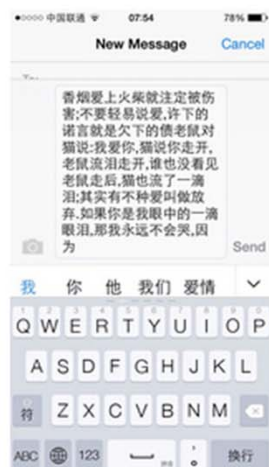 中国联通 07:54 78%
New Message Cancel
香烟爱上火柴就注定被伤
害;不要轻易说爱,许下的
诺言就是欠下的债老鼠对
猫说:我爱你,猫说你走开,
老鼠流泪走开,谁也没看见
老鼠走后,猫也流了一滴
泪;其实有不种爱叫做放
弃.如果你是我眼中的一滴
眼泪,那我永远不会哭,因
为
Send
我 你 他 我们 爱情
Q W E R T Y U I O P
A S D F G H J K L
符 Z X C V B N M
ABC 123 换行